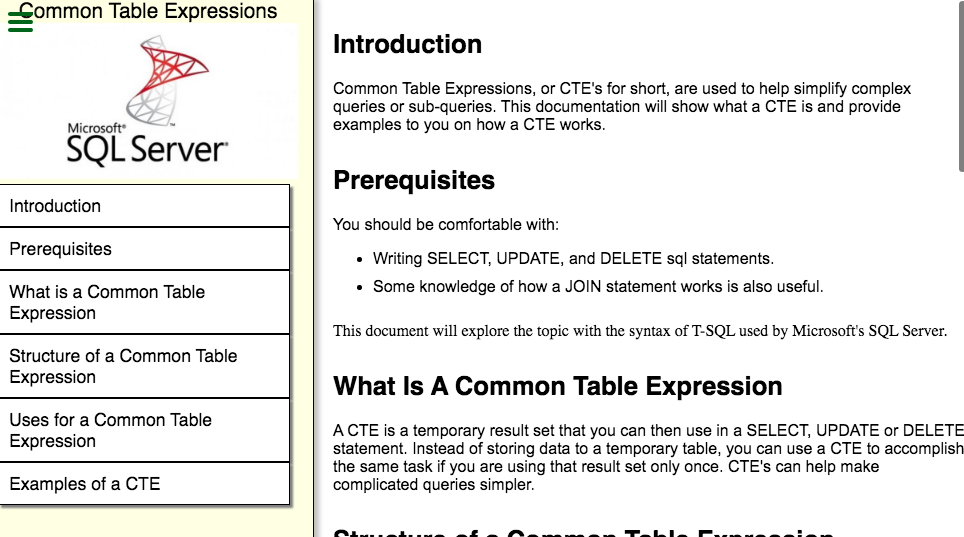 Common Table Expressions
Microsoft®
SQL Server®
Introduction
Prerequisites
What is a Common Table
Expression
Structure of a Common Table
Expression
Uses for a Common Table
Expression
Examples of a CTE
Introduction
Common Table Expressions, or CTE's for short, are used to help simplify complex
queries or sub-queries. This documentation will show what a CTE is and provide
examples to you on how a CTE works.
Prerequisites
You should be comfortable with:
• Writing SELECT, UPDATE, and DELETE sql statements.
• Some knowledge of how a JOIN statement works is also useful.
This document will explore the topic with the syntax of T-SQL used by Microsoft's SQL Server.
What Is A Common Table Expression
A CTE is a temporary result set that you can then use in a SELECT, UPDATE or DELETE
statement. Instead of storing data to a temporary table, you can use a CTE to accomplish
the same task if you are using that result set only once. CTE's can help make
complicated queries simpler.
Structure of a Common Table Expression